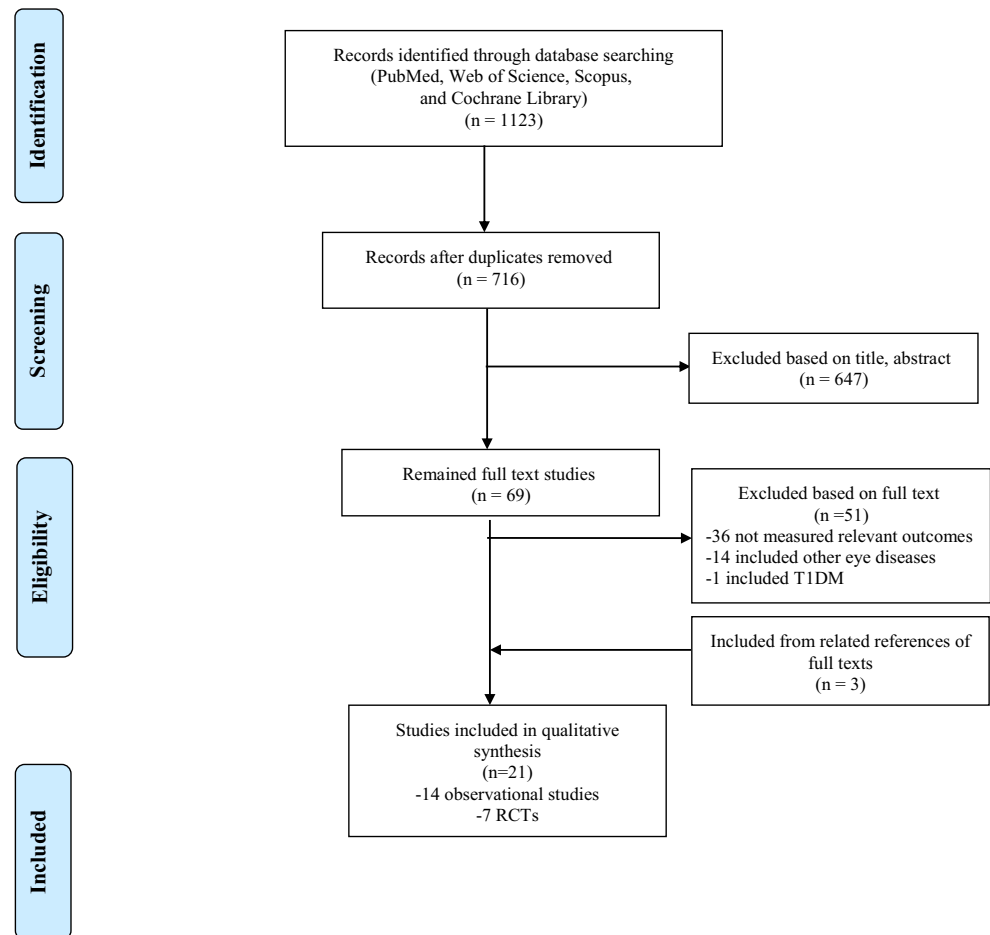 Identification
Records identified through database searching
(PubMed, Web of Science, Scopus,
and Cochrane Library)
(n = 1123)
Screening
Records after duplicates removed
(n = 716)
Excluded based on title, abstract
(n = 647)
Eligibility
Remained full text studies
(n = 69)
Excluded based on full text
(n =51)
-36 not measured relevant outcomes
-14 included other eye diseases
-1 included T1DM
Included from related references of
full texts
(n = 3)
Included
Studies included in qualitative
synthesis
(n=21)
-14 observational studies
-7 RCTs